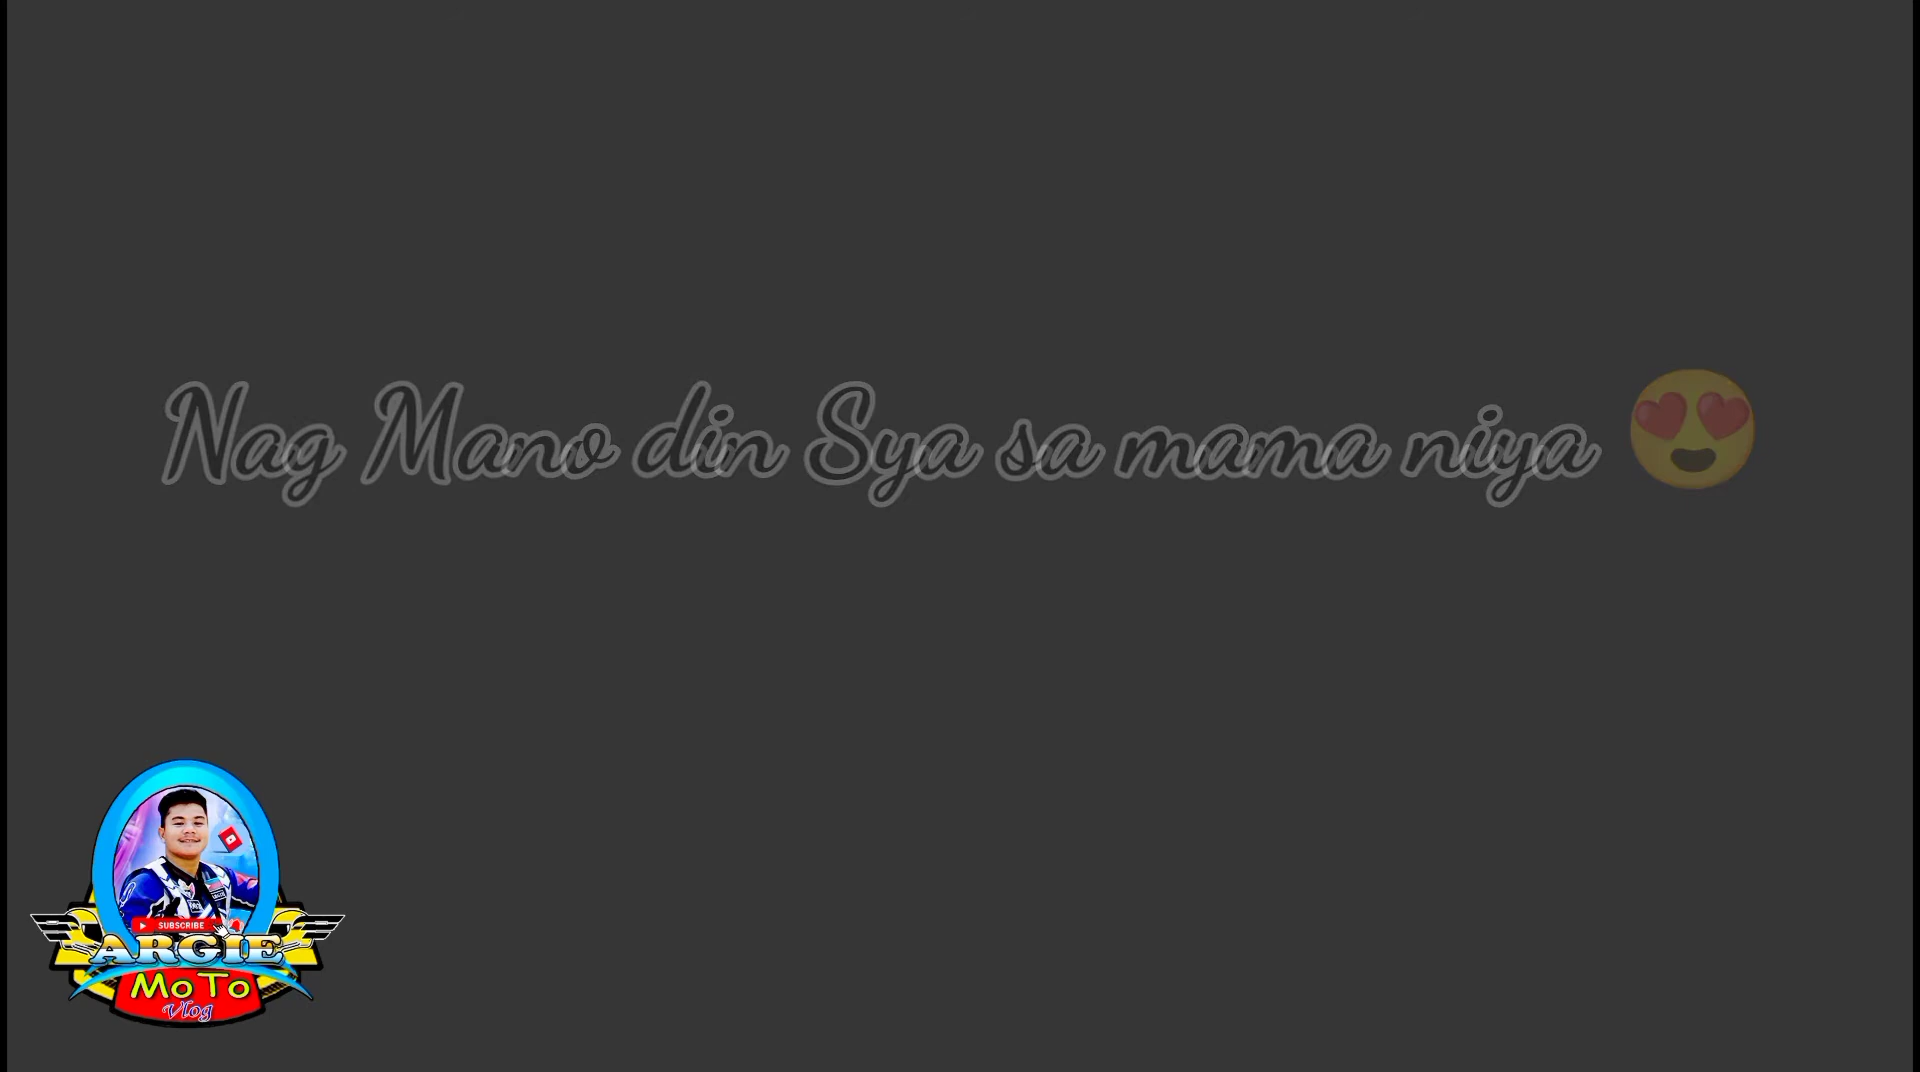 Nag Mano din Sya sa mama niya 😍
SUBSCRIBE
ARGIE
MoTo
Vlog